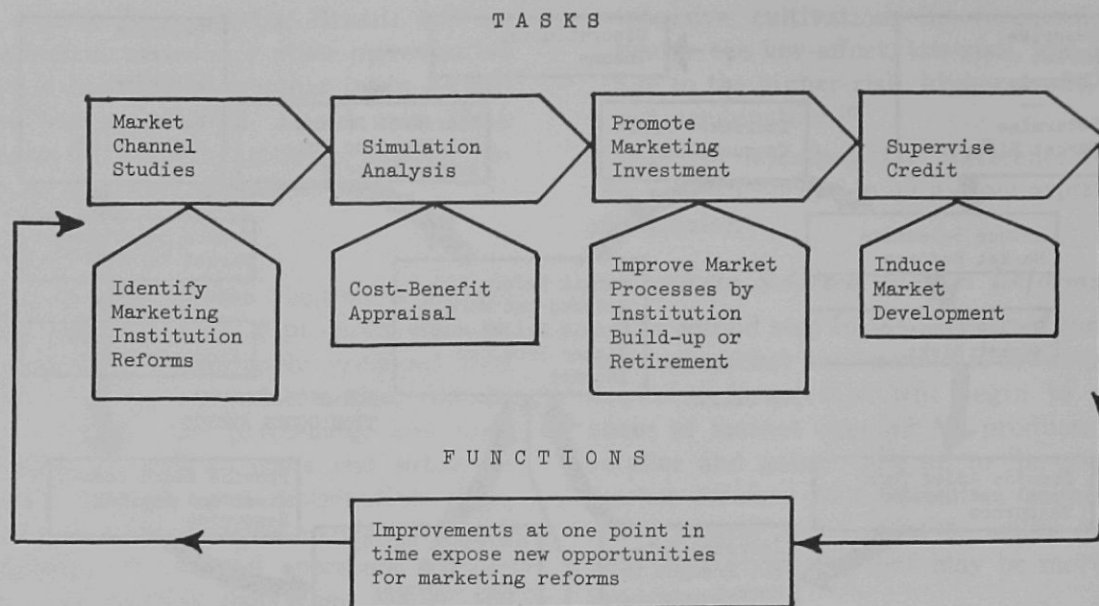 TASKS
Market
Channel
Studies
Simulation
Analysis
Promote
Marketing
Investment
Supervise
Credit
Identify
Marketing
Institution
Reforms
Cost-Benefit
Appraisal
Improve Market
Processes by
Institution
Build-up or
Retirement
Induce
Market
Development
FUNCTIONS
Improvements at one point in
time expose new opportunities
for marketing reforms